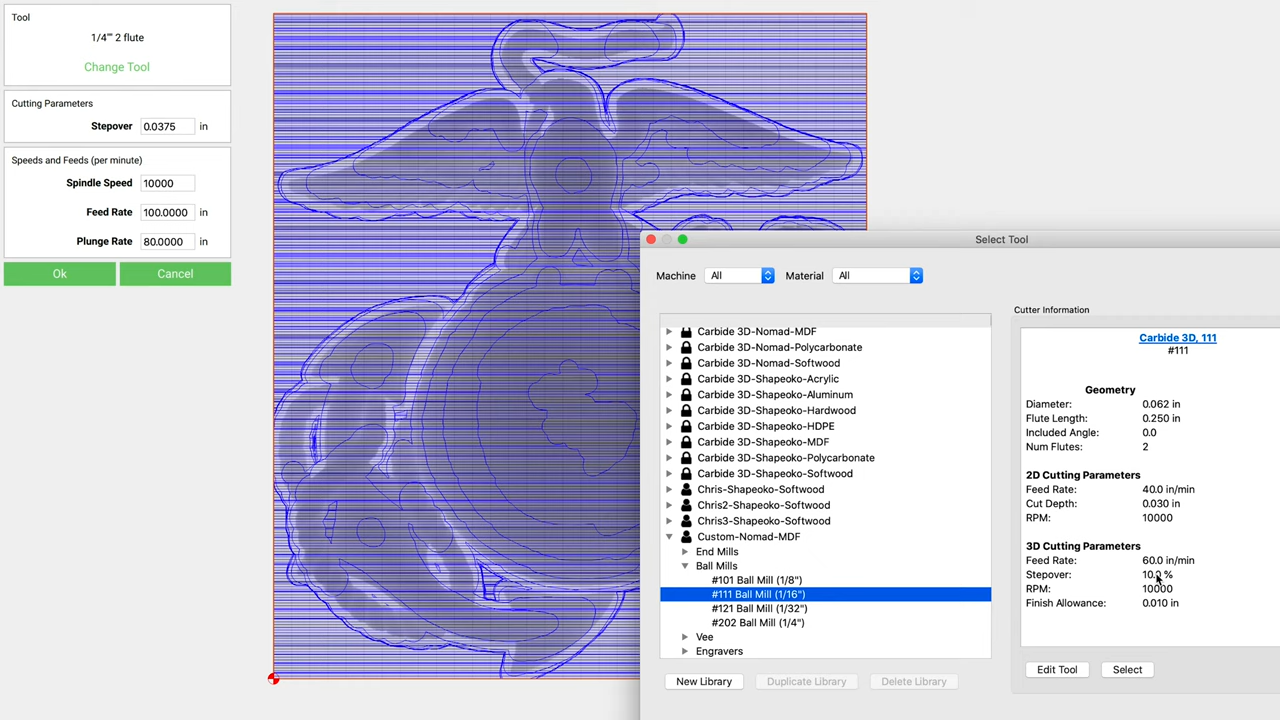 Tool
1/4"" 2 flute
Change Tool
Cutting Parameters
Stepover 0.0375 in
Speeds and Feeds (per minute)
Spindle Speed 10000
Feed Rate 100.0000 in
Plunge Rate 80.0000 in
Ok Cancel
Select Tool
Machine All Material All
Carbide 3D-Nomad-MDF
Carbide 3D-Nomad-Polycarbonate
Carbide 3D-Nomad-Softwood
Carbide 3D-Shapeoko-Acrylic
Carbide 3D-Shapeoko-Aluminum
Carbide 3D-Shapeoko-Hardwood
Carbide 3D-Shapeoko-HDPE
Carbide 3D-Shapeoko-MDF
Carbide 3D-Shapeoko-Polycarbonate
Carbide 3D-Shapeoko-Softwood
Chris-Shapeoko-Softwood
Chris2-Shapeoko-Softwood
Chris3-Shapeoko-Softwood
Custom-Nomad-MDF
End Mills
Ball Mills
#101 Ball Mill (1/8")
#111 Ball Mill (1/16")
#121 Ball Mill (1/32")
#202 Ball Mill (1/4")
Vee
Engravers
New Library Duplicate Library Delete Library
Cutter Information
Carbide 3D, 111
#111
Geometry
Diameter: 0.062 in
Flute Length: 0.250 in
Included Angle: 0.0
Num Flutes: 2
2D Cutting Parameters
Feed Rate: 40.0 in/min
Cut Depth: 0.030 in
RPM: 10000
3D Cutting Parameters
Feed Rate: 60.0 in/min
Stepover: 10.0 %
RPM: 10000
Finish Allowance: 0.010 in
Edit Tool Select